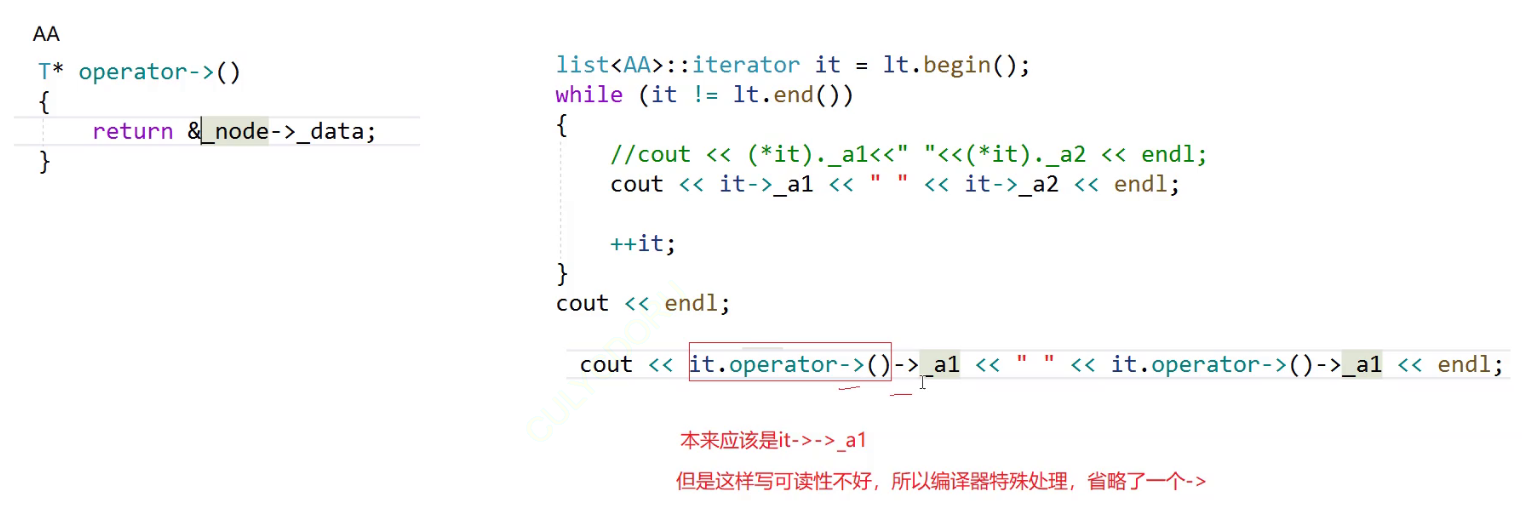 AA
T* operator->()
{
return &_node->_data;
}
list<AA>::iterator it = lt.begin();
while (it != lt.end())
{
//cout << (*it)._a1<<" "<<(*it)._a2 << endl;
cout << it->_a1 << " " << it->_a2 << endl;
++it;
}
cout << endl;
cout << it.operator->()->_a1 << " " << it.operator->()->_a1 << endl;
本来应该是it->->_a1
但是这样写可读性不好，所以编译器特殊处理，省略了一个->